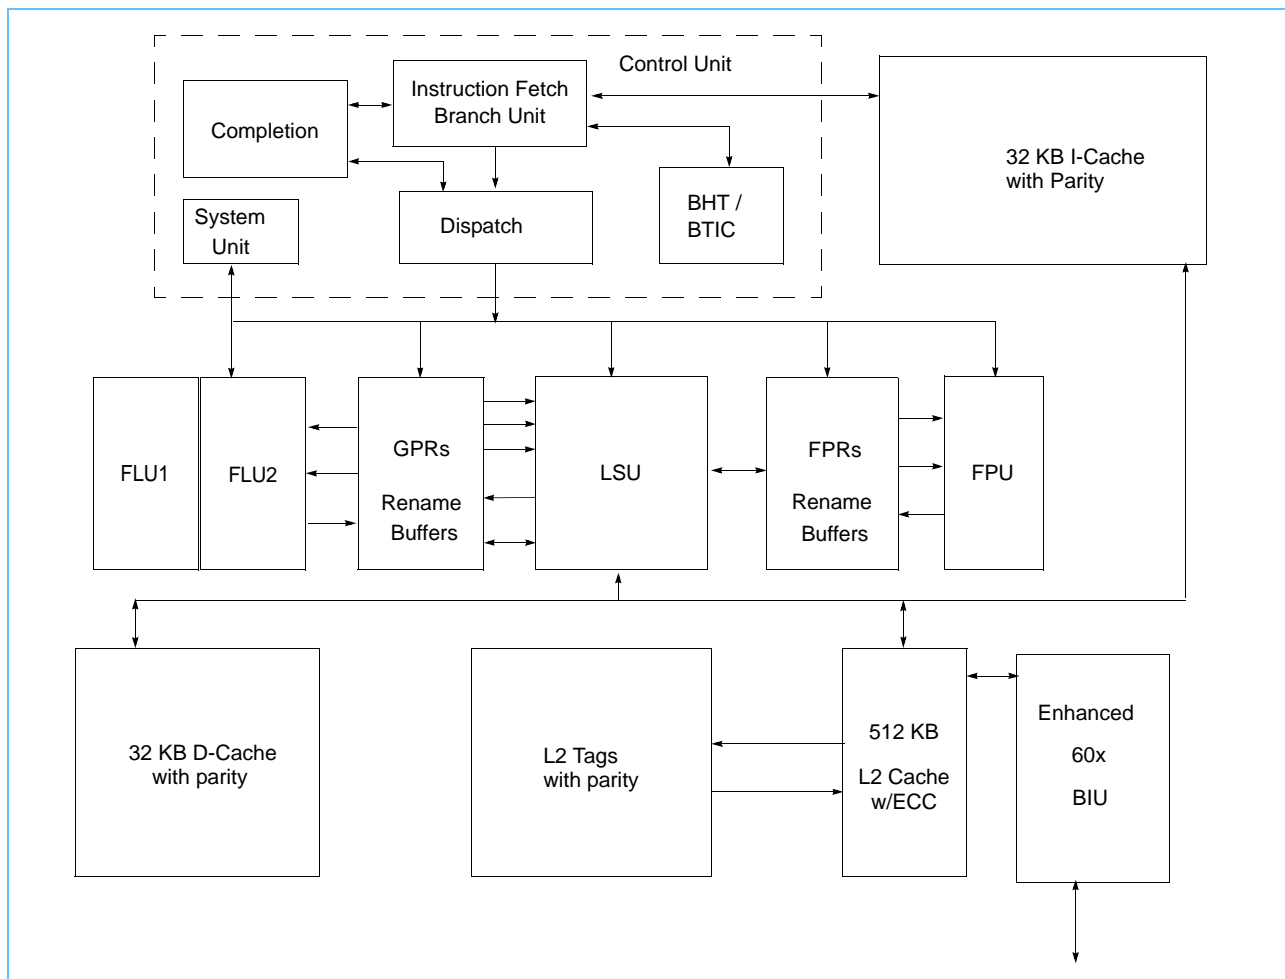 Control Unit
Instruction Fetch
Branch Unit
Completion
32 KB I-Cache
with Parity
System
Unit
Dispatch
BHT /
BTIC
FLU1
FLU2
GPRs
Rename
Buffers
LSU
FPRs
Rename
Buffers
FPU
32 KB D-Cache
with parity
L2 Tags
with parity
512 KB
L2 Cache
w/ECC
Enhanced
60x
BIU